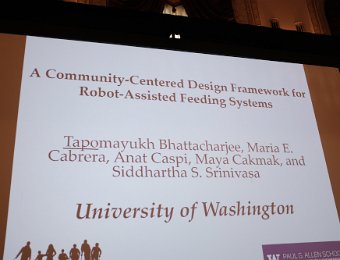 A Community-Centered Design Framework for
Robot-Assisted Feeding Systems
Tapomayukh Bhattacharjee, Maria E.
Cabrera, Anat Caspi, Maya Cakmak, and
Siddhartha S. Srinivasa
University of Washington
W PAUL G. ALLEN SCHOOL